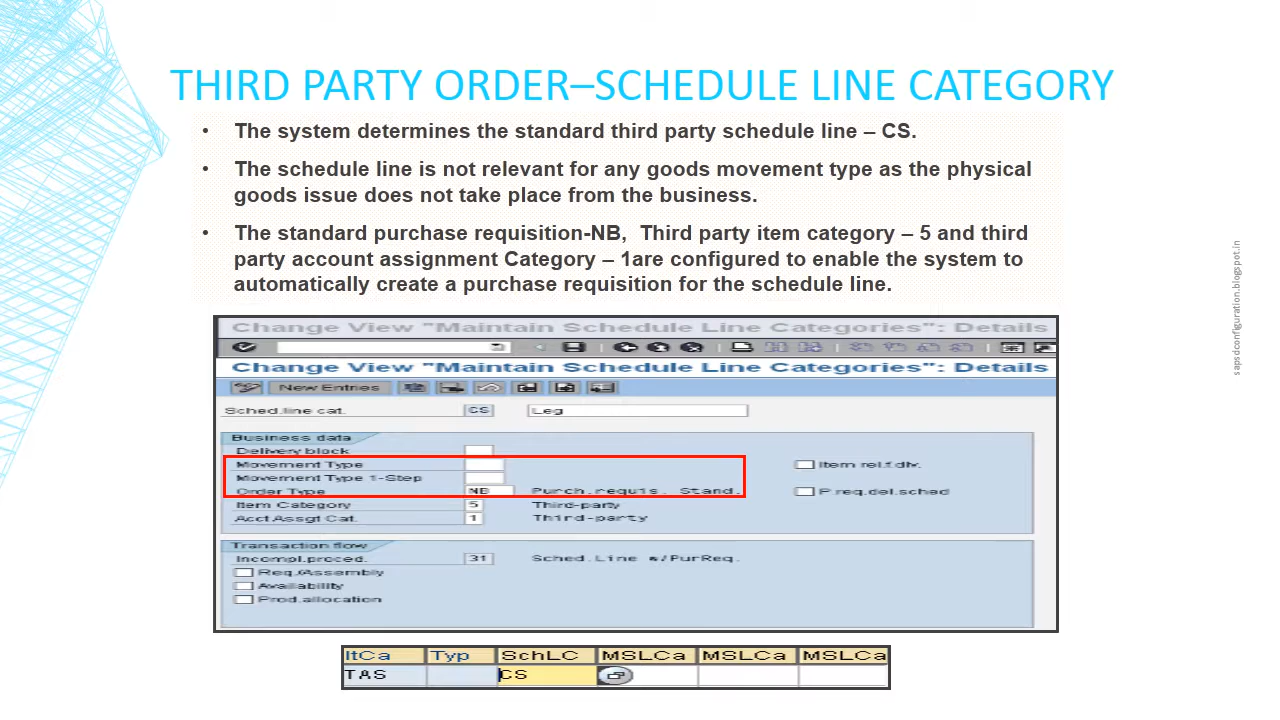 THIRD PARTY ORDER–SCHEDULE LINE CATEGORY
• The system determines the standard third party schedule line – CS.
• The schedule line is not relevant for any goods movement type as the physical
goods issue does not take place from the business.
• The standard purchase requisition-NB, Third party item category – 5 and third
party account assignment Category – 1are configured to enable the system to
automatically create a purchase requisition for the schedule line.
Change View "Maintain Schedule Line Categories": Details
Change View "Maintain Schedule Line Categories": Details
New Entries
Sched.line cat. CS Leg
Business data
Delivery block
Movement Type Item rel.f.dlv.
Movement Type 1-Step
Order Type NB Purch.requis. Stand. P.req.del.sched
Item Category 5 Third-party
Acct Assgt Cat. 1 Third-party
Transaction flow
Incompl.proced. 31 Sched.Line w/PurReq.
Req./Assembly
Availability
Prod.allocation
ItCa Typ SchLC MSLCa MSLCa MSLCa
TAS CS
sapsdconfiguration.blogspot.in